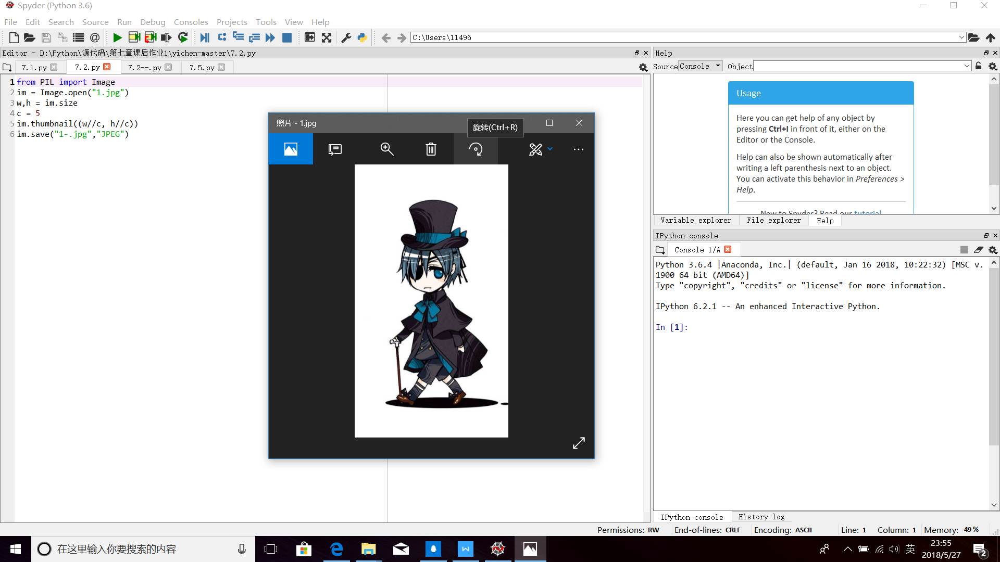 Spyder (Python 3.6)
File Edit Search Source Run Debug Consoles Projects Tools View Help
C:\Users\11496
Editor - D:\Python\源代码\第七章课后作业1\yichen-master\7.2.py
7.1.py 7.2.py 7.2--.py 7.5.py
1 from PIL import Image
2 im = Image.open("1.jpg")
3 w,h = im.size
4 c = 5
5 im.thumbnail((w//c, h//c))
6 im.save("1-.jpg","JPEG")
照片 - 1.jpg
旋转(Ctrl+R)
Help
Source Console Object
Usage
Here you can get help of any object by
pressing Ctrl+I in front of it, either on the
Editor or the Console.
Help can also be shown automatically after
writing a left parenthesis next to an object.
You can activate this behavior in Preferences >
Help.
New to Spyder? Read our tutorial
Variable explorer File explorer Help
IPython console
Console 1/A
Python 3.6.4 |Anaconda, Inc.| (default, Jan 16 2018, 10:22:32) [MSC v.
1900 64 bit (AMD64)]
Type "copyright", "credits" or "license" for more information.
IPython 6.2.1 -- An enhanced Interactive Python.
In [1]:
IPython console History log
Permissions: RW End-of-lines: CRLF Encoding: ASCII Line: 1 Column: 1 Memory: 49 %
在这里输入你要搜索的内容
英
23:55
2018/5/27
2